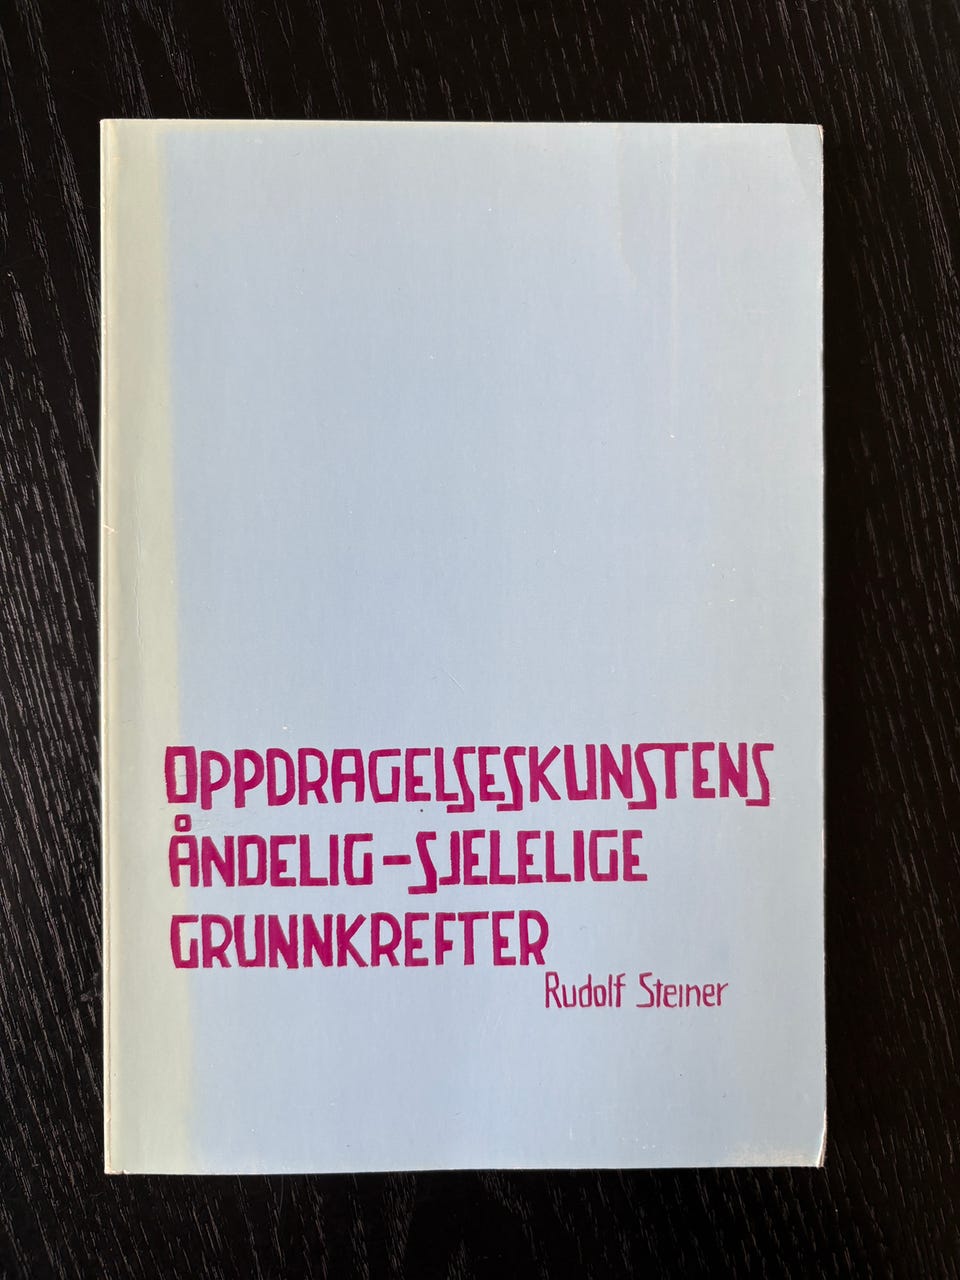 OPPDRAGELSESKUNSTENS
ÅNDELIG-SJELELIGE
GRUNNKREFTER
Rudolf Steiner